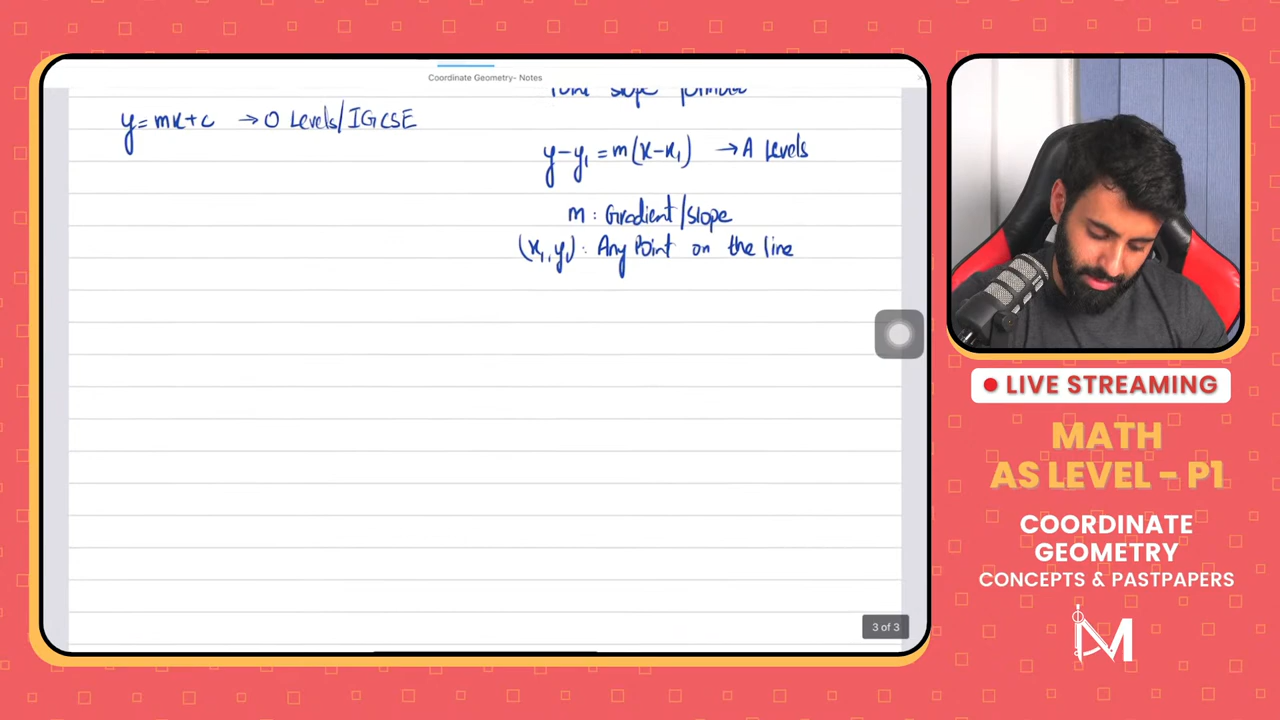 Coordinate Geometry- Notes
y=mx+c → O Levels/IGCSE
y-y₁=m(x-x₁) → A Levels
m : Gradient/slope
(x₁,y₁) : Any Point on the line
3 of 3
LIVE STREAMING
MATH
AS LEVEL - P1
COORDINATE
GEOMETRY
CONCEPTS & PASTPAPERS
M